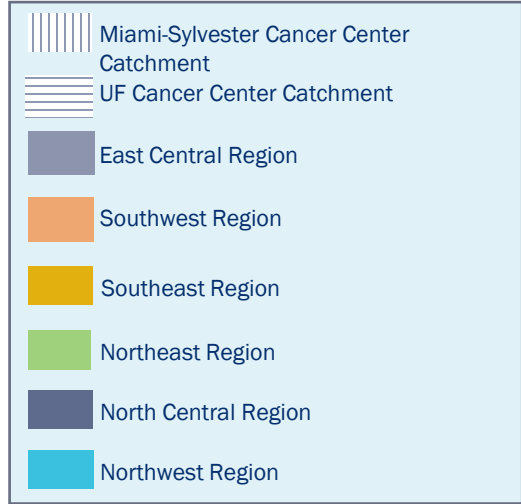 Miami-Sylvester Cancer Center
Catchment
UF Cancer Center Catchment
East Central Region
Southwest Region
Southeast Region
Northeast Region
North Central Region
Northwest Region